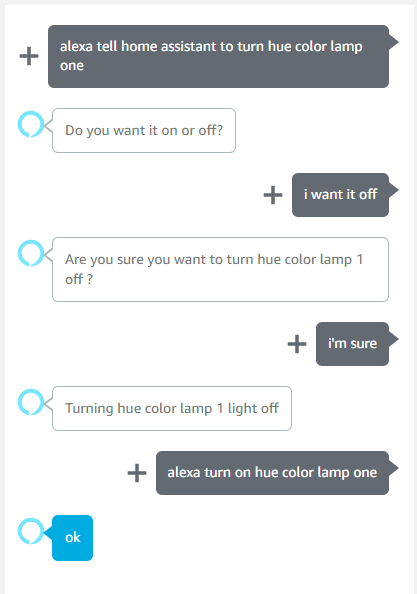 alexa tell home assistant to turn hue color lamp
one
Do you want it on or off?
i want it off
Are you sure you want to turn hue color lamp 1
off ?
i'm sure
Turning hue color lamp 1 light off
alexa turn on hue color lamp one
ok